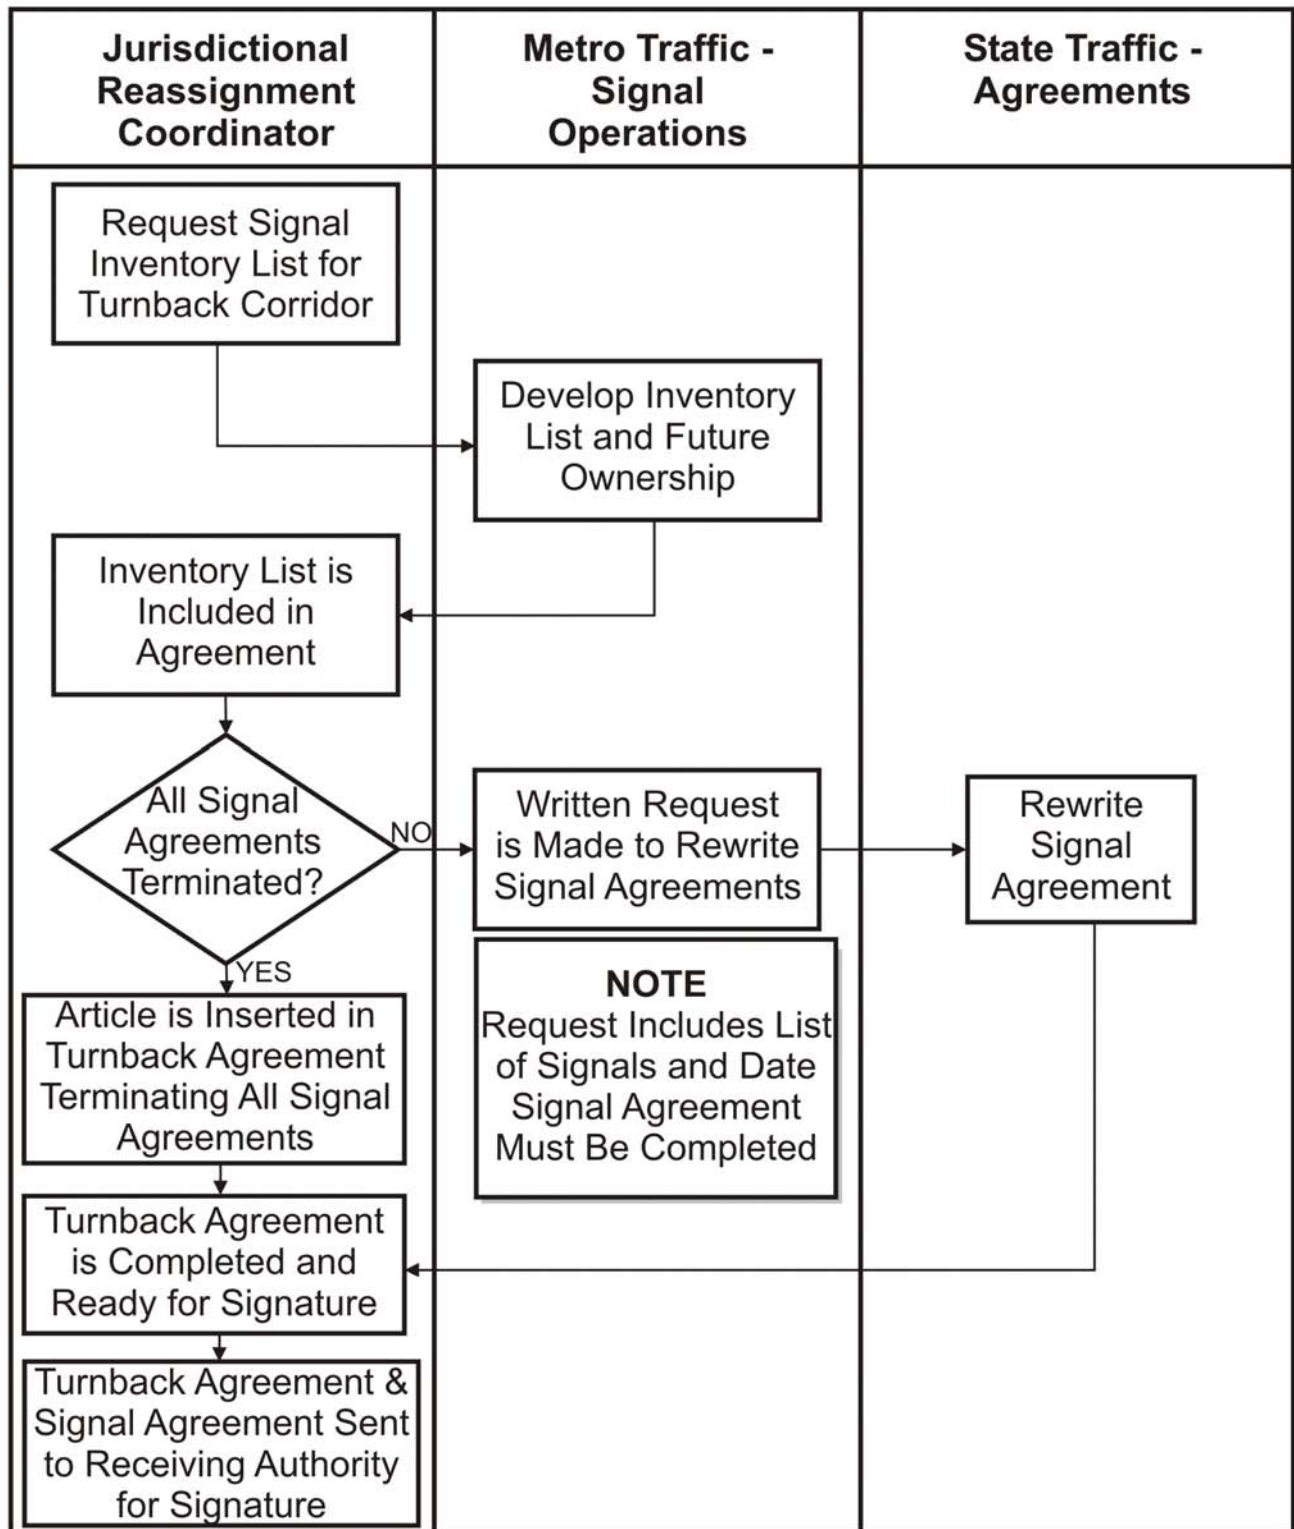 Jurisdictional
Reassignment
Coordinator
Metro Traffic -
Signal
Operations
State Traffic -
Agreements
Request Signal
Inventory List for
Turnback Corridor
Develop Inventory
List and Future
Ownership
Inventory List is
Included in
Agreement
All Signal
Agreements
Terminated?
NO
Written Request
is Made to Rewrite
Signal Agreements
Rewrite
Signal
Agreement
NOTE
Request Includes List
of Signals and Date
Signal Agreement
Must Be Completed
YES
Article is Inserted in
Turnback Agreement
Terminating All Signal
Agreements
Turnback Agreement
is Completed and
Ready for Signature
Turnback Agreement &
Signal Agreement Sent
to Receiving Authority
for Signature